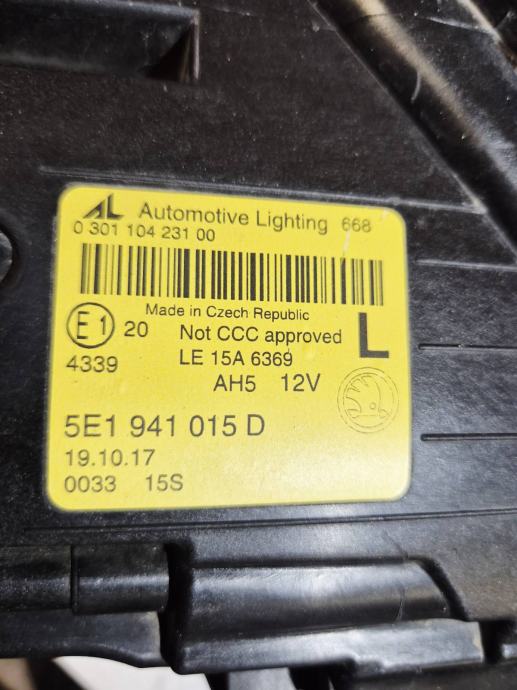 AL Automotive Lighting 668
0 301 104 231 00
Made in Czech Republic
E1 20 Not CCC approved L
4339 LE 15A 6369
AH5 12V
5E1 941 015 D
19.10.17
0033 15S